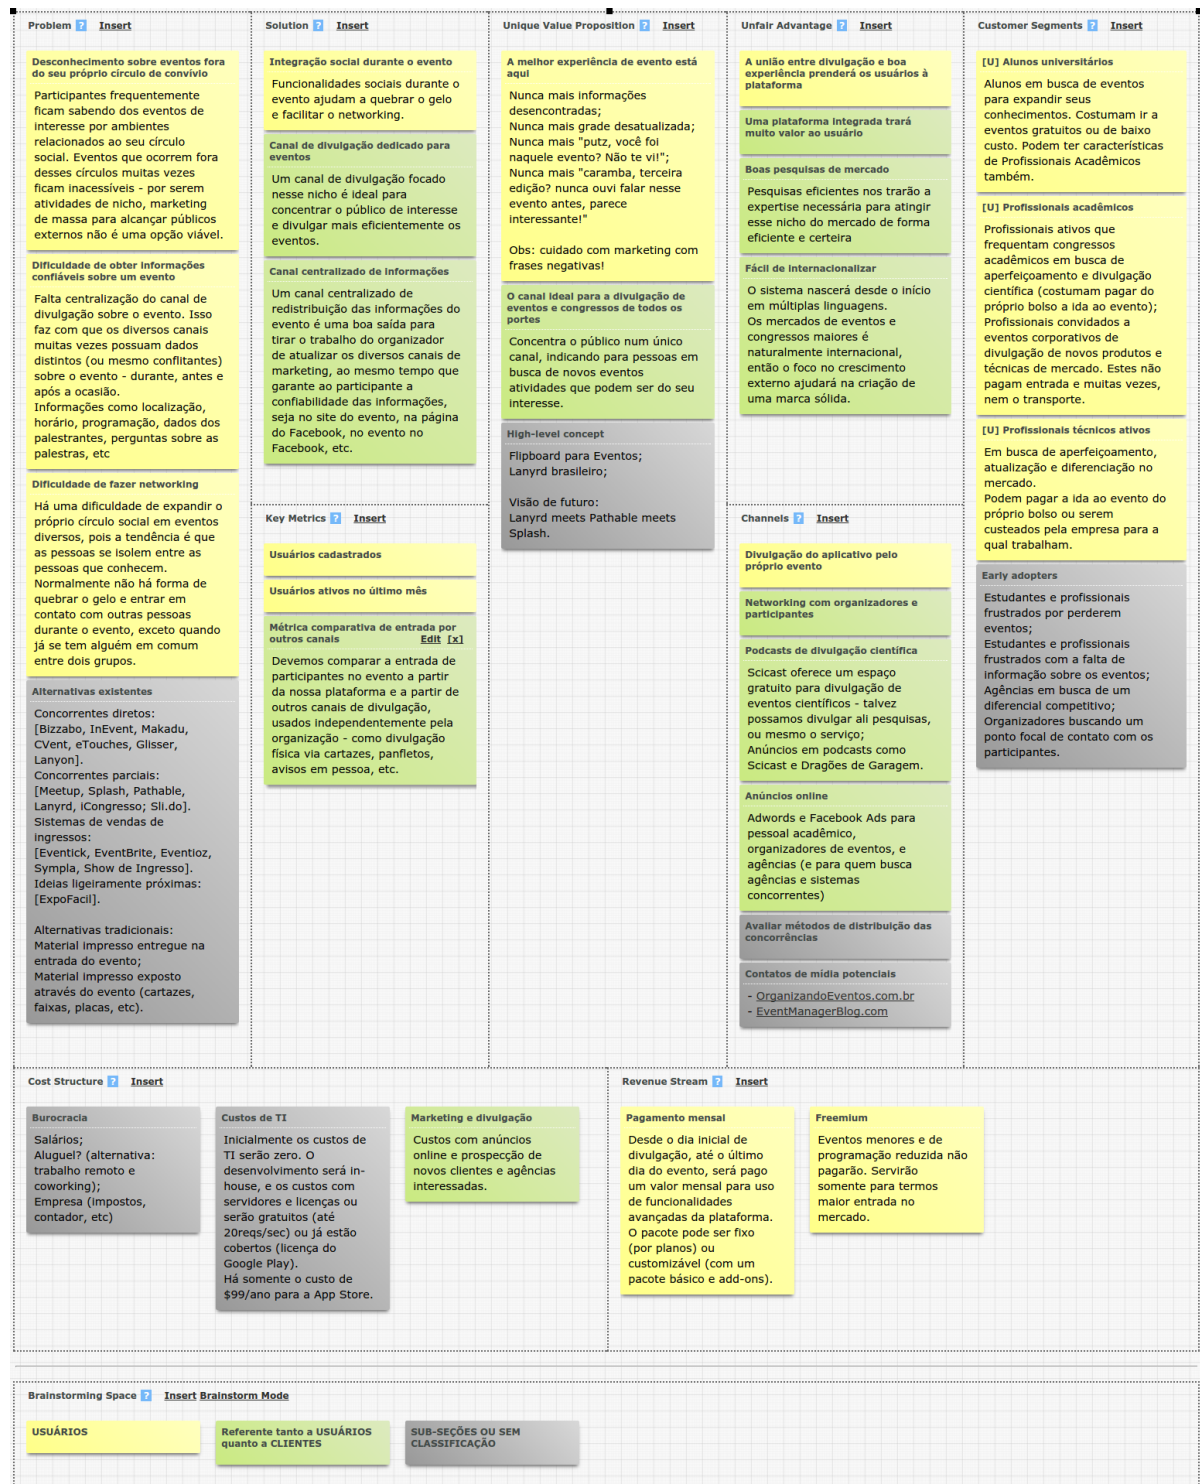 Problem ? Insert
Desconhecimento sobre eventos fora
do seu próprio círculo de convívio
Participantes frequentemente
ficam sabendo dos eventos de
interesse por ambientes
relacionados ao seu círculo
social. Eventos que ocorrem fora
desses círculos muitas vezes
ficam inacessíveis - por serem
atividades de nicho, marketing
de massa para alcançar públicos
externos não é uma opção viável.
Dificuldade de obter informações
confiáveis sobre um evento
Falta centralização do canal de
divulgação sobre o evento. Isso
faz com que os diversos canais
muitas vezes possuam dados
distintos (ou mesmo conflitantes)
sobre o evento - durante, antes e
após a ocasião.
Informações como localização,
horário, programação, dados dos
palestrantes, perguntas sobre as
palestras, etc
Dificuldade de fazer networking
Há uma dificuldade de expandir o
próprio círculo social em eventos
diversos, pois a tendência é que
as pessoas se isolem entre as
pessoas que conhecem.
Normalmente não há forma de
quebrar o gelo e entrar em
contato com outras pessoas
durante o evento, exceto quando
já se tem alguém em comum
entre dois grupos.
Alternativas existentes
Concorrentes diretos:
[Bizzabo, InEvent, Makadu,
CVent, eTouches, Glisser,
Lanyon].
Concorrentes parciais:
[Meetup, Splash, Pathable,
Lanyrd, iCongresso; Sli.do].
Sistemas de vendas de
ingressos:
[Eventick, EventBrite, Eventioz,
Sympla, Show de Ingresso].
Ideias ligeiramente próximas:
[ExpoFacil].
Alternativas tradicionais:
Material impresso entregue na
entrada do evento;
Material impresso exposto
através do evento (cartazes,
faixas, placas, etc).
Solution ? Insert
Integração social durante o evento
Funcionalidades sociais durante o
evento ajudam a quebrar o gelo
e facilitar o networking.
Canal de divulgação dedicado para
eventos
Um canal de divulgação focado
nesse nicho é ideal para
concentrar o público de interesse
e divulgar mais eficientemente os
eventos.
Canal centralizado de informações
Um canal centralizado de
redistribuição das informações do
evento é uma boa saída para
tirar o trabalho do organizador
de atualizar os diversos canais de
marketing, ao mesmo tempo que
garante ao participante a
confiabilidade das informações,
seja no site do evento, na página
do Facebook, no evento no
Facebook, etc.
Key Metrics ? Insert
Usuários cadastrados
Usuários ativos no último mês
Métrica comparativa de entrada por
outros canais Edit [x]
Devemos comparar a entrada de
participantes no evento a partir
da nossa plataforma e a partir de
outros canais de divulgação,
usados independentemente pela
organização - como divulgação
física via cartazes, panfletos,
avisos em pessoa, etc.
Unique Value Proposition ? Insert
A melhor experiência de evento está
aqui
Nunca mais informações
desencontradas;
Nunca mais grade desatualizada;
Nunca mais "putz, você foi
naquele evento? Não te vi!";
Nunca mais "caramba, terceira
edição? nunca ouvi falar nesse
evento antes, parece
interessante!"
Obs: cuidado com marketing com
frases negativas!
O canal ideal para a divulgação de
eventos e congressos de todos os
portes
Concentra o público num único
canal, indicando para pessoas em
busca de novos eventos
atividades que podem ser do seu
interesse.
High-level concept
Flipboard para Eventos;
Lanyrd brasileiro;
Visão de futuro:
Lanyrd meets Pathable meets
Splash.
Unfair Advantage ? Insert
A união entre divulgação e boa
experiência prenderá os usuários à
plataforma
Uma plataforma integrada trará
muito valor ao usuário
Boas pesquisas de mercado
Pesquisas eficientes nos trarão a
expertise necessária para atingir
esse nicho do mercado de forma
eficiente e certeira
Fácil de internacionalizar
O sistema nascerá desde o início
em múltiplas linguagens.
Os mercados de eventos e
congressos maiores é
naturalmente internacional,
então o foco no crescimento
externo ajudará na criação de
uma marca sólida.
Channels ? Insert
Divulgação do aplicativo pelo
próprio evento
Networking com organizadores e
participantes
Podcasts de divulgação científica
Scicast oferece um espaço
gratuito para divulgação de
eventos científicos - talvez
possamos divulgar ali pesquisas,
ou mesmo o serviço;
Anúncios em podcasts como
Scicast e Dragões de Garagem.
Anúncios online
Adwords e Facebook Ads para
pessoal acadêmico,
organizadores de eventos, e
agências (e para quem busca
agências e sistemas
concorrentes)
Avaliar métodos de distribuição das
concorrências
Contatos de mídia potenciais
- OrganizandoEventos.com.br
- EventManagerBlog.com
Customer Segments ? Insert
[U] Alunos universitários
Alunos em busca de eventos
para expandir seus
conhecimentos. Costumam ir a
eventos gratuitos ou de baixo
custo. Podem ter características
de Profissionais Acadêmicos
também.
[U] Profissionais acadêmicos
Profissionais ativos que
frequentam congressos
acadêmicos em busca de
aperfeiçoamento e divulgação
científica (costumam pagar do
próprio bolso a ida ao evento);
Profissionais convidados a
eventos corporativos de
divulgação de novos produtos e
técnicas de mercado. Estes não
pagam entrada e muitas vezes,
nem o transporte.
[U] Profissionais técnicos ativos
Em busca de aperfeiçoamento,
atualização e diferenciação no
mercado.
Podem pagar a ida ao evento do
próprio bolso ou serem
custeados pela empresa para a
qual trabalham.
Early adopters
Estudantes e profissionais
frustrados por perderem
eventos;
Estudantes e profissionais
frustrados com a falta de
informação sobre os eventos;
Agências em busca de um
diferencial competitivo;
Organizadores buscando um
ponto focal de contato com os
participantes.
Cost Structure ? Insert
Burocracia
Salários;
Aluguel? (alternativa:
trabalho remoto e
coworking);
Empresa (impostos,
contador, etc)
Custos de TI
Inicialmente os custos de
TI serão zero. O
desenvolvimento será in-
house, e os custos com
servidores e licenças ou
serão gratuitos (até
20reqs/sec) ou já estão
cobertos (licença do
Google Play).
Há somente o custo de
$99/ano para a App Store.
Marketing e divulgação
Custos com anúncios
online e prospecção de
novos clientes e agências
interessadas.
Revenue Stream ? Insert
Pagamento mensal
Desde o dia inicial de
divulgação, até o último
dia do evento, será pago
um valor mensal para uso
de funcionalidades
avançadas da plataforma.
O pacote pode ser fixo
(por planos) ou
customizável (com um
pacote básico e add-ons).
Freemium
Eventos menores e de
programação reduzida não
pagarão. Servirão
somente para termos
maior entrada no
mercado.
Brainstorming Space ? Insert Brainstorm Mode
USUÁRIOS
Referente tanto a USUÁRIOS
quanto a CLIENTES
SUB-SEÇÕES OU SEM
CLASSIFICAÇÃO